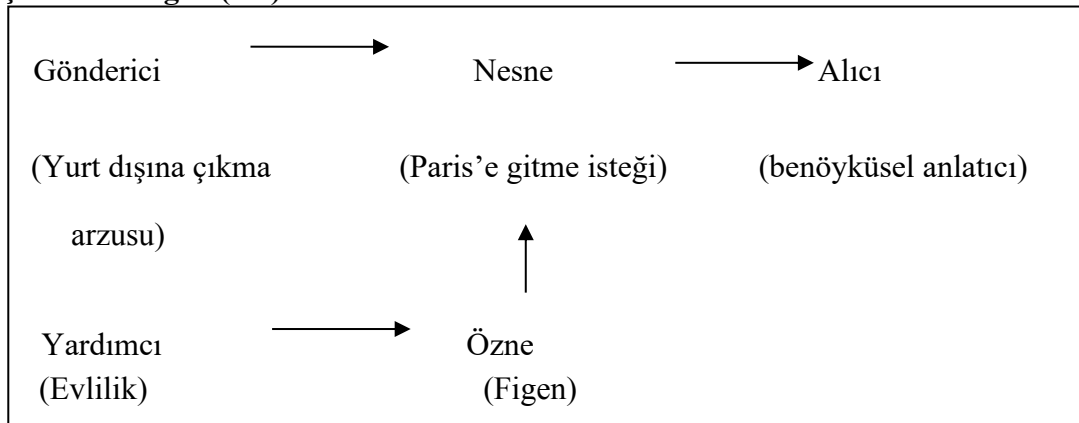 Gönderici Nesne Alıcı
(Yurt dışına çıkma (Paris’e gitme isteği) (benöyküsel anlatıcı)
arzusu)
Yardımcı Özne
(Evlilik) (Figen)